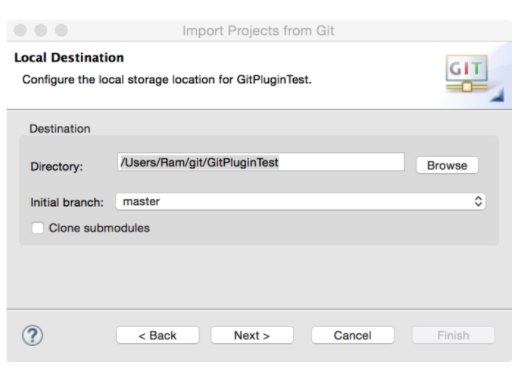 Import Projects from Git
Local Destination
Configure the local storage location for GitPluginTest.
GIT
Destination
Directory: /Users/Ram/git/GitPluginTest Browse
Initial branch: master
Clone submodules
? < Back Next > Cancel Finish